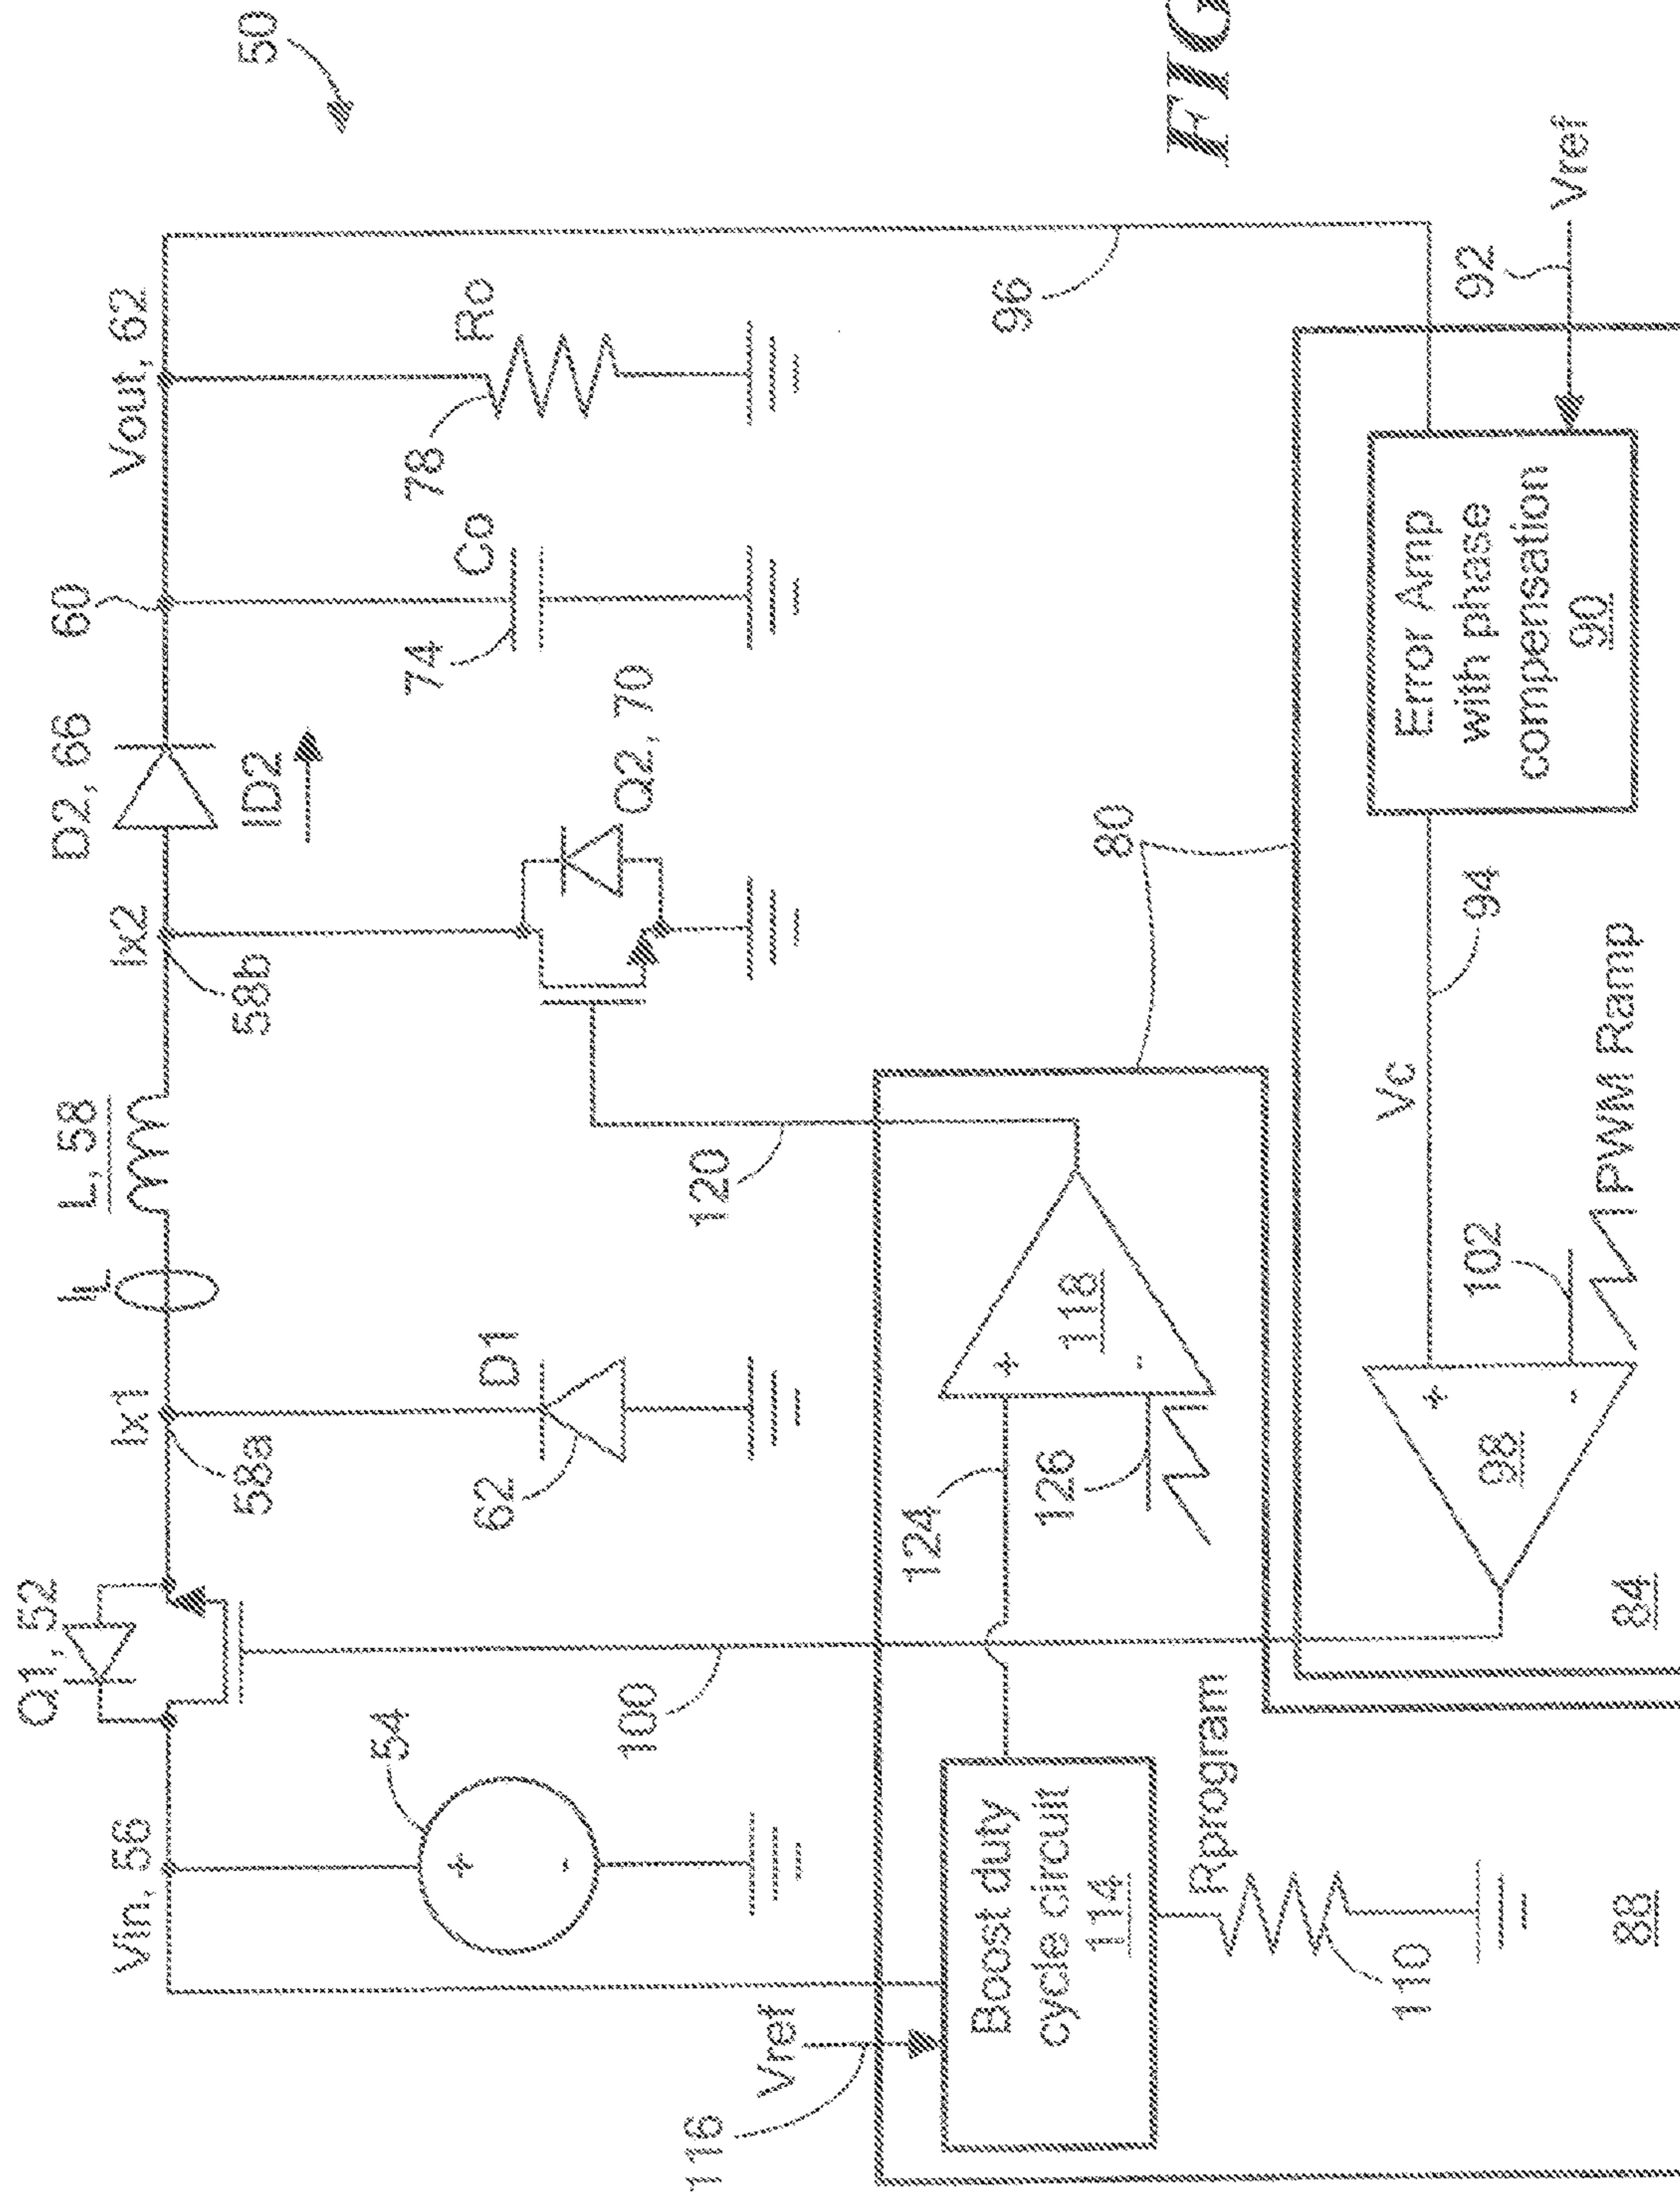 50
Q1, 52
Vin, 56
54
lx1
58a
IL
L, 58
lx2
58b
D2, 66
ID2
60
Vout, 62
62
D1
Q2, 70
74
Co
78
Ro
100
120
96
80
116
Vref
Boost duty
cycle circuit
114
Rprogram
110
88
124
126
+
-
118
84
98
+
-
102
PWM Ramp
Vc
94
Error Amp
with phase
compensation
90
92
Vref
FIG
+
-